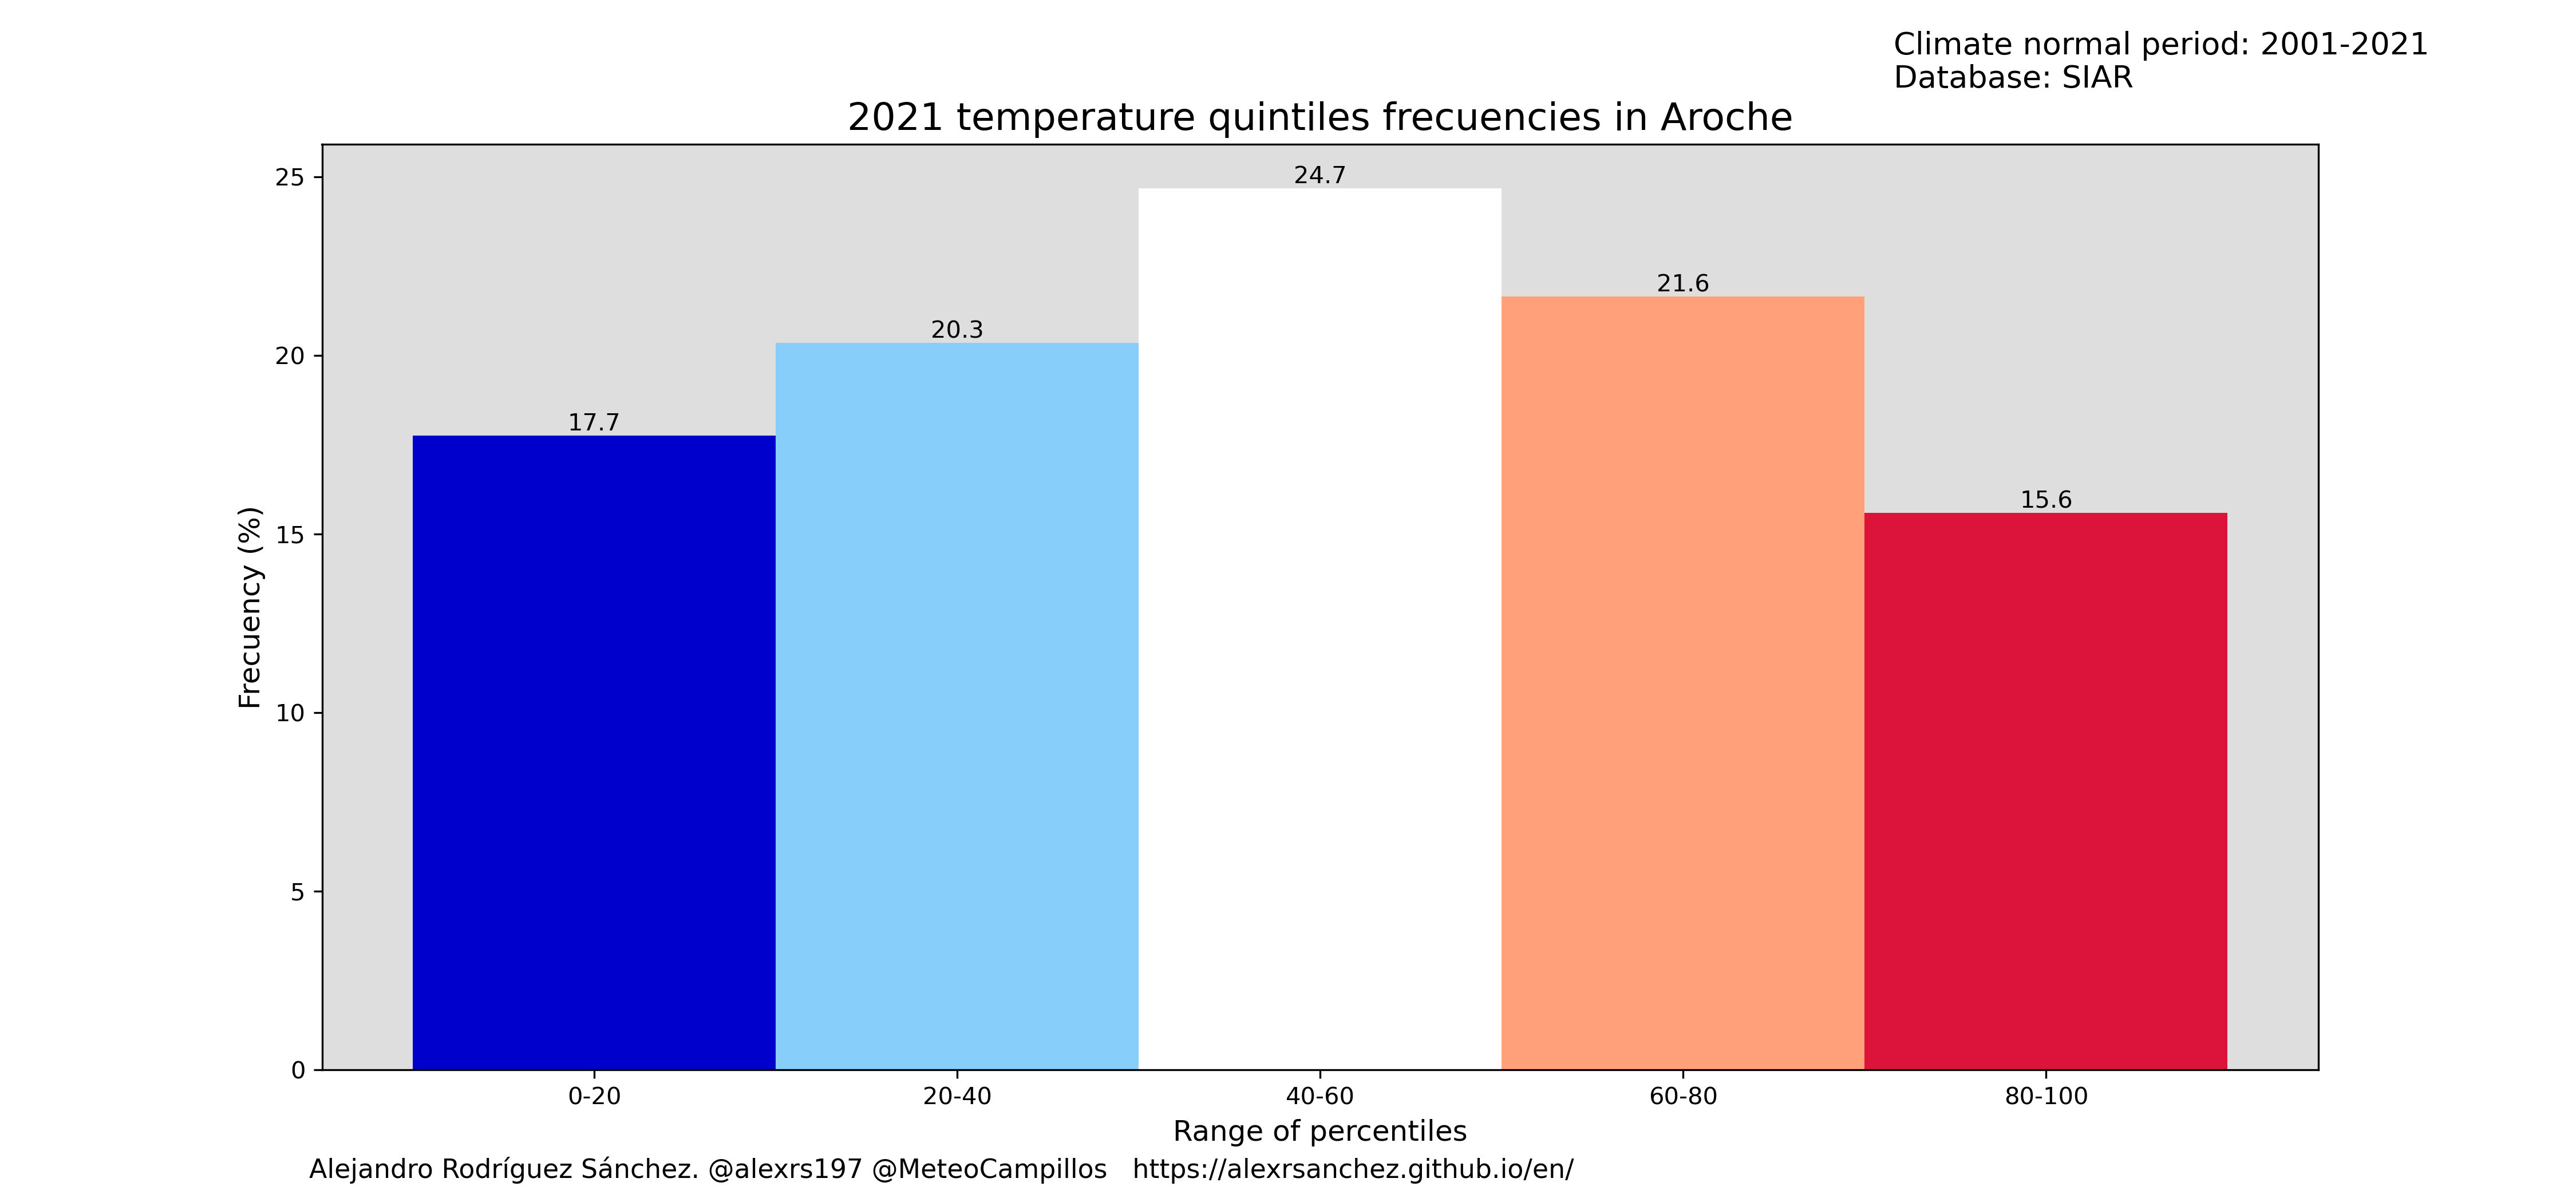 Climate normal period: 2001-2021
Database: SIAR
2021 temperature quintiles frecuencies in Aroche
25
20
15
10
5
0
Frecuency (%)
17.7
20.3
24.7
21.6
15.6
0-20
20-40
40-60
60-80
80-100
Range of percentiles
Alejandro Rodríguez Sánchez. @alexrs197 @MeteoCampillos   https://alexrsanchez.github.io/en/